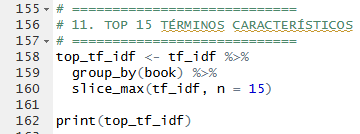 155 # ============================
156 # 11. TOP 15 TÉRMINOS CARACTERÍSTICOS
157 # ============================
158 top_tf_idf <- tf_idf %>%
159   group_by(book) %>%
160   slice_max(tf_idf, n = 15)
161
162 print(top_tf_idf)
163